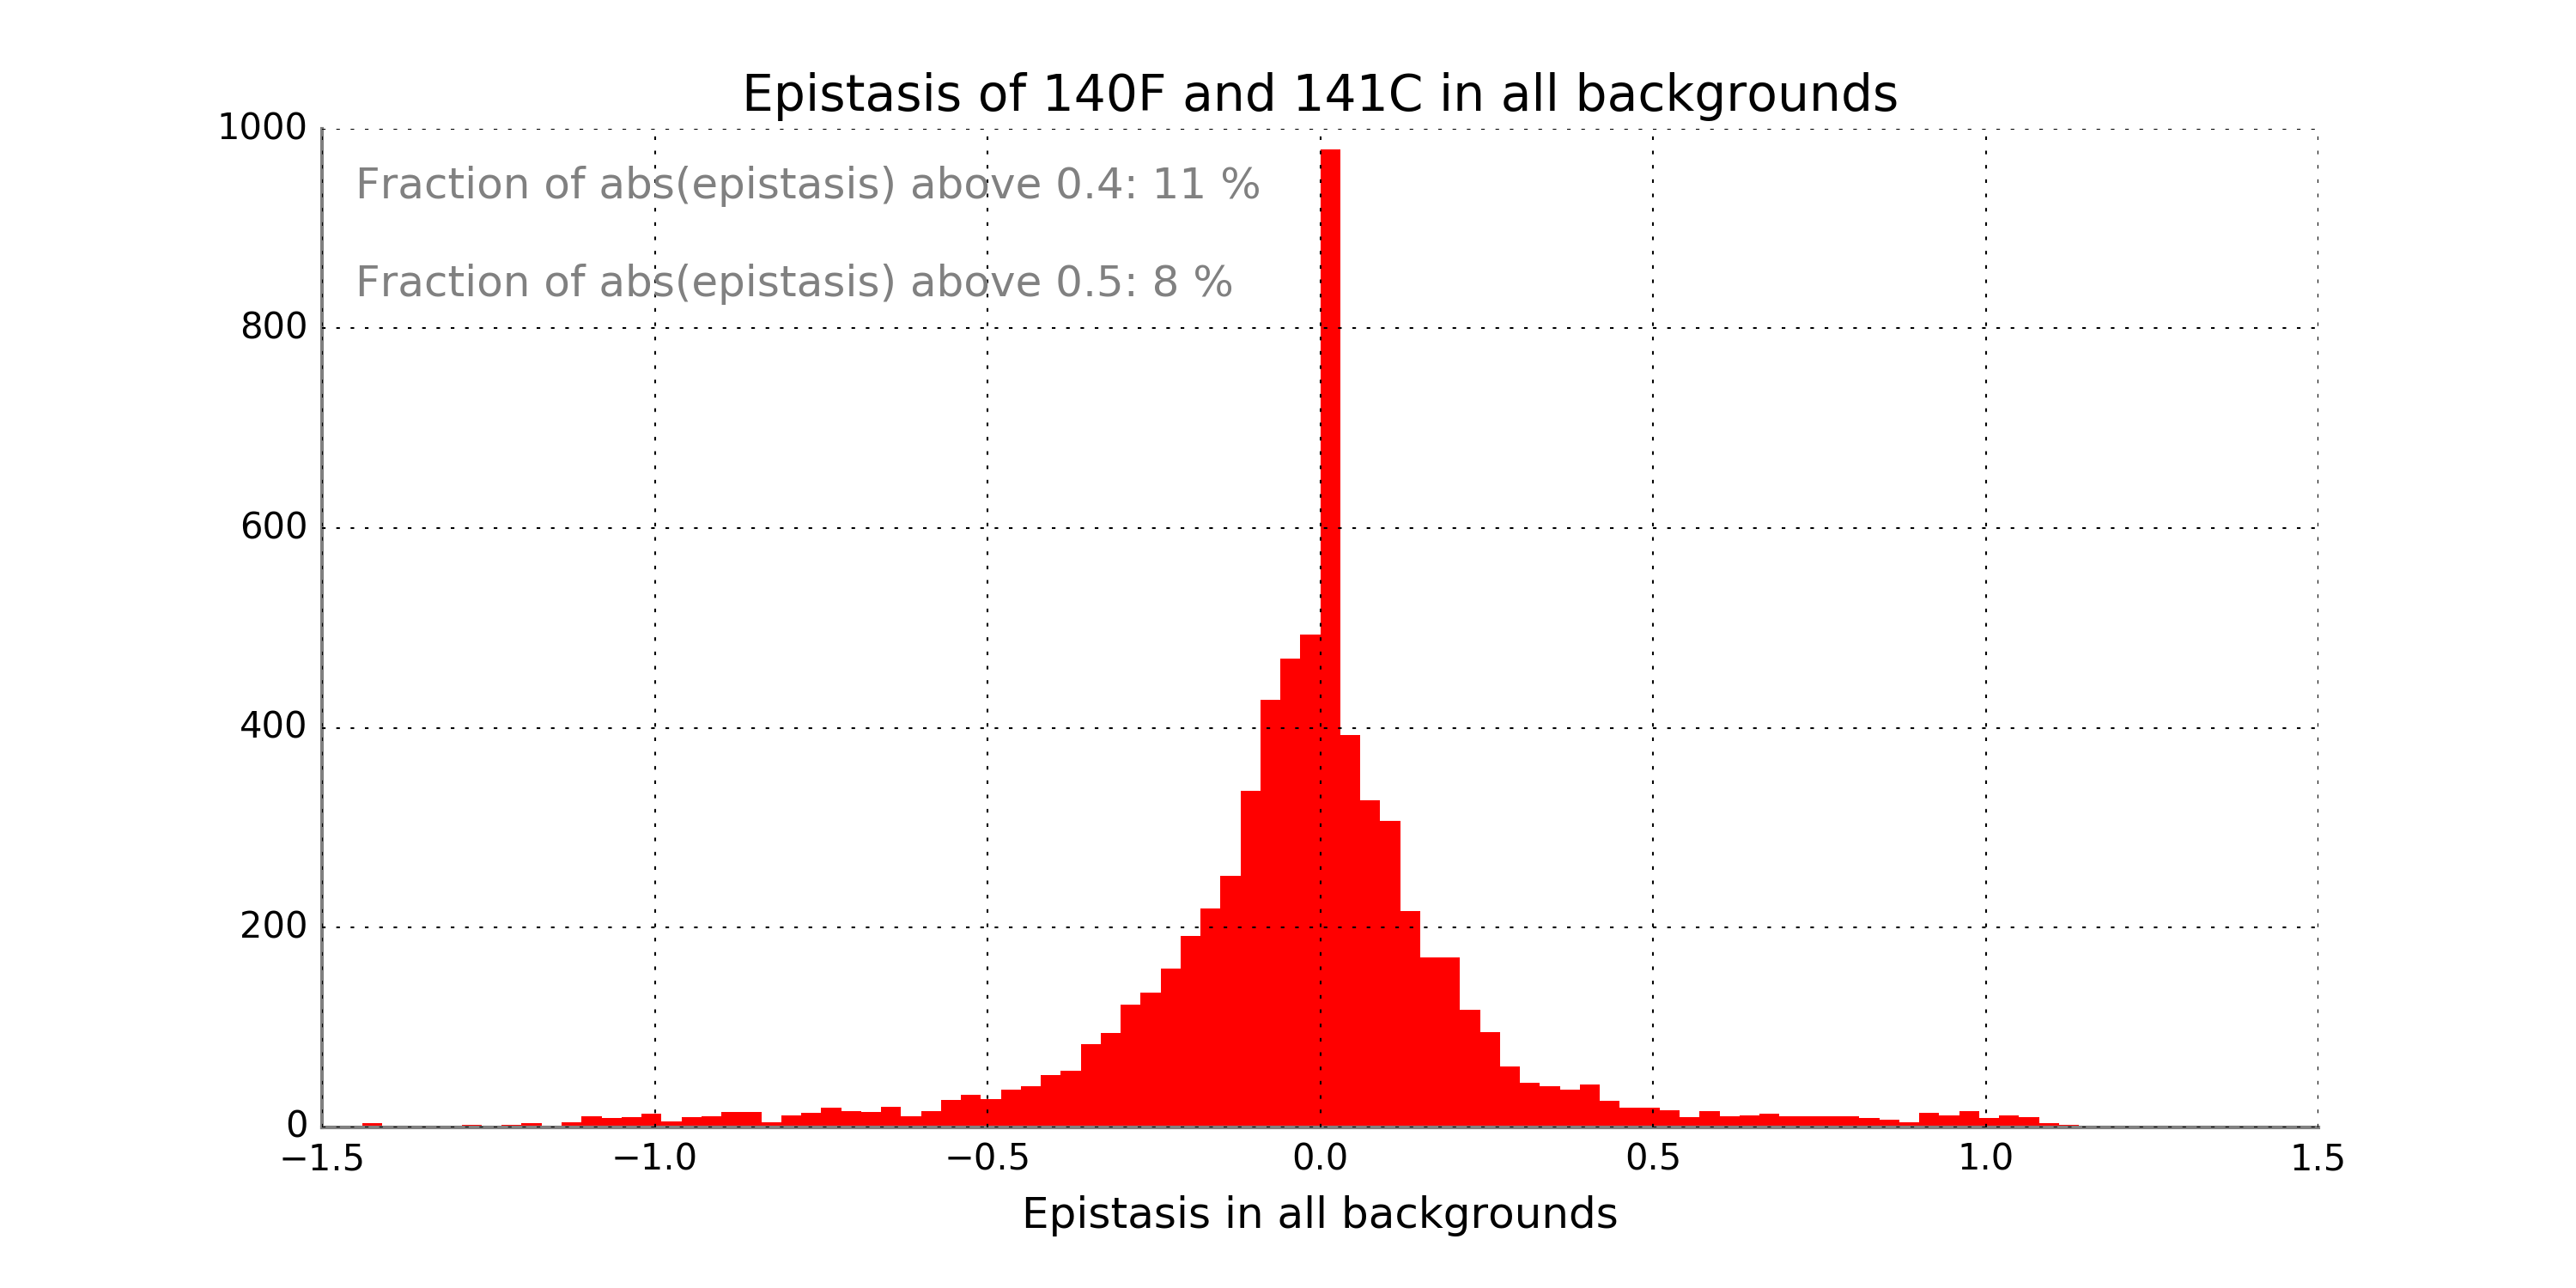 Epistasis of 140F and 141C in all backgrounds
1000
Fraction of abs(epistasis) above 0.4: 11 %
Fraction of abs(epistasis) above 0.5: 8 %
800
600
400
200
0
−1.5 −1.0 −0.5 0.0 0.5 1.0 1.5
Epistasis in all backgrounds